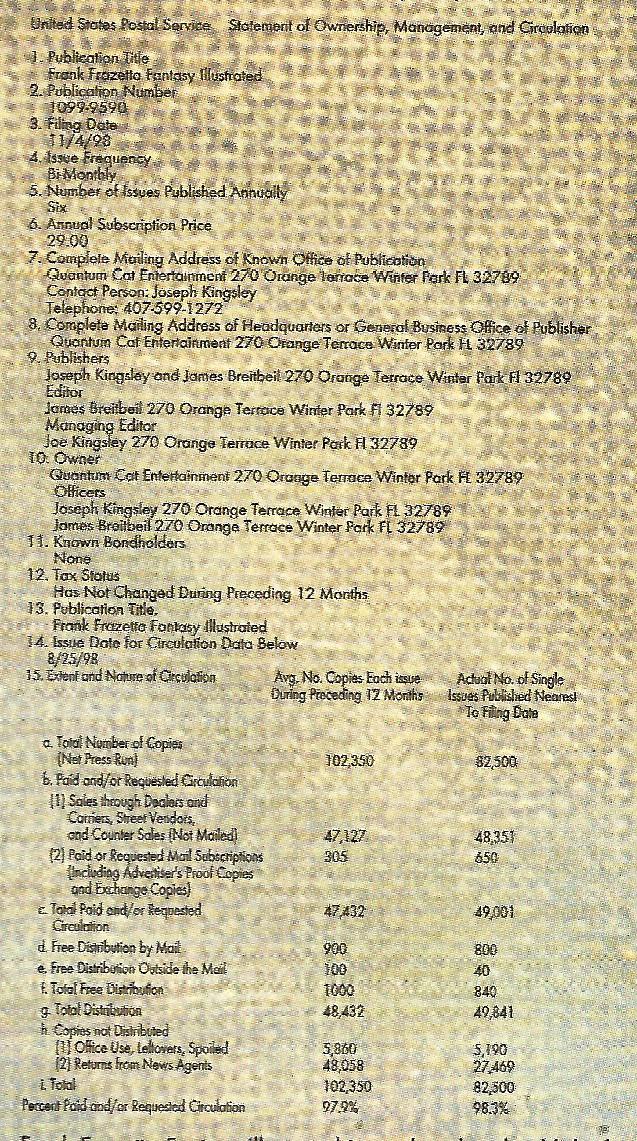 United States Postal Service Statement of Ownership, Management, and Circulation
1. Publication Title
Frank Frazetta Fantasy Illustrated
2. Publication Number
1099-9590
3. Filing Date
11/4/98
4. Issue Frequency
Bi-Monthly
5. Number of Issues Published Annually
Six
6. Annual Subscription Price
29.00
7. Complete Mailing Address of Known Office of Publication
Quantum Cat Entertainment 270 Orange Terrace Winter Park FL 32789
Contact Person: Joseph Kingsley
Telephone: 407-599-1272
8. Complete Mailing Address of Headquarters or General Business Office of Publisher
Quantum Cat Entertainment 270 Orange Terrace Winter Park FL 32789
9. Publishers
Joseph Kingsley and James Breitbeil 270 Orange Terrace Winter Park Fl 32789
Editor
James Breitbeil 270 Orange Terrace Winter Park Fl 32789
Managing Editor
Joe Kingsley 270 Orange Terrace Winter Park Fl 32789
10. Owner
Quantum Cat Entertainment 270 Orange Terrace Winter Park FL 32789
Officers
Joseph Kingsley 270 Orange Terrace Winter Park FL 32789
James Breitbeil 270 Orange Terrace Winter Park FL 32789
11. Known Bondholders
None
12. Tax Status
Has Not Changed During Preceding 12 Months
13. Publication Title.
Frank Frazetta Fantasy Illustrated
14. Issue Date for Circulation Data Below
8/25/98
15. Extent and Nature of Circulation Avg. No. Copies Each issue Actual No. of Single
During Preceding 12 Months Issues Published Nearest
To Filing Date
a. Total Number of Copies
(Net Press Run) 102,350 82,500
b. Paid and/or Requested Circulation
(1) Sales through Dealers and
Carriers, Street Vendors,
and Counter Sales (Not Mailed) 47,127 48,351
(2) Paid or Requested Mail Subscriptions 305 650
(Including Advertiser's Proof Copies
and Exchange Copies)
c. Total Paid and/or Requested 47,432 49,001
Circulation
d. Free Distribution by Mail 900 800
e. Free Distribution Outside the Mail 100 40
f. Total Free Distribution 1000 840
g. Total Distribution 48,432 49,841
h. Copies not Distributed
(1) Office Use, Leftovers, Spoiled 5,860 5,190
(2) Returns from News Agents 48,058 27,469
i. Total 102,350 82,500
Percent Paid and/or Requested Circulation 97.9% 98.3%